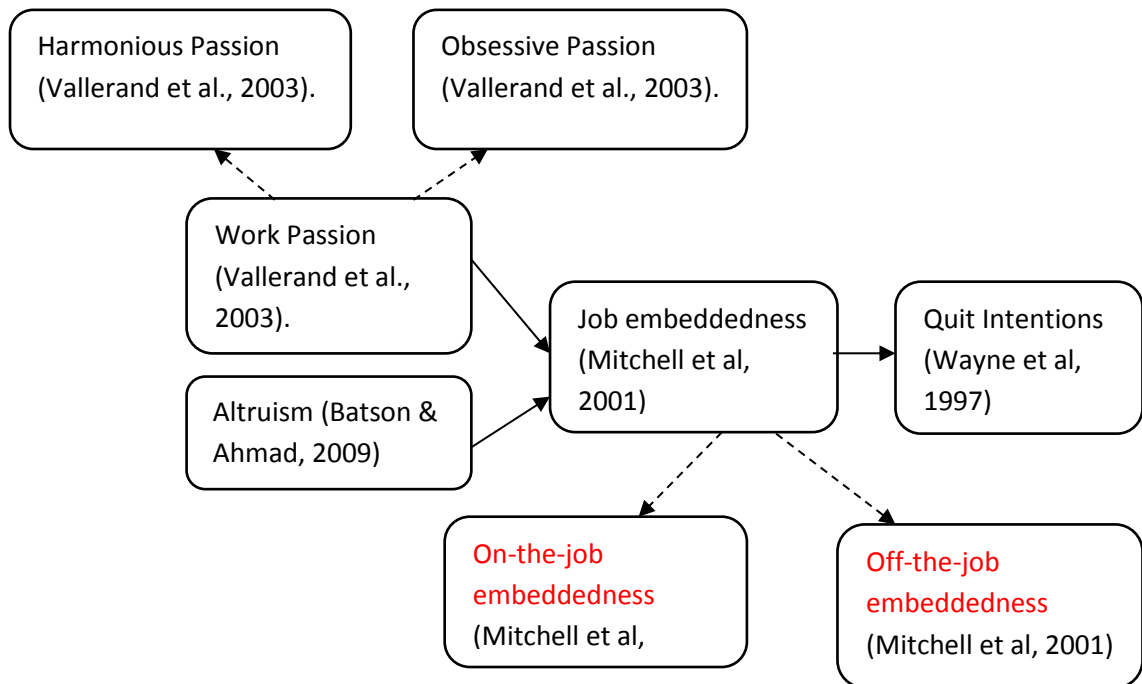 Harmonious Passion
(Vallerand et al., 2003).
Obsessive Passion
(Vallerand et al., 2003).
Work Passion
(Vallerand et al.,
2003).
Altruism (Batson &
Ahmad, 2009)
Job embeddedness
(Mitchell et al,
2001)
Quit Intentions
(Wayne et al,
1997)
On-the-job
embeddedness
(Mitchell et al,
Off-the-job
embeddedness
(Mitchell et al, 2001)